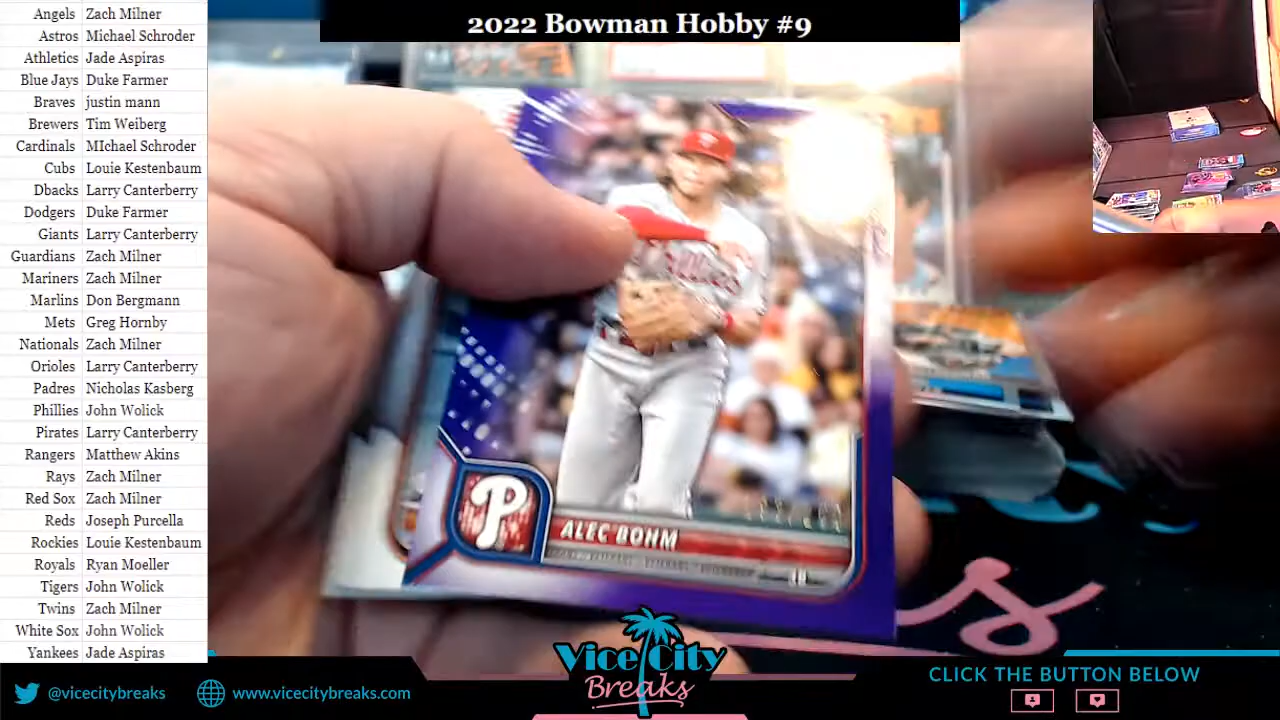 2022 Bowman Hobby #9
Angels Zach Milner
Astros Michael Schroder
Athletics Jade Aspiras
Blue Jays Duke Farmer
Braves justin mann
Brewers Tim Weiberg
Cardinals MIchael Schroder
Cubs Louie Kestenbaum
Dbacks Larry Canterberry
Dodgers Duke Farmer
Giants Larry Canterberry
Guardians Zach Milner
Mariners Zach Milner
Marlins Don Bergmann
Mets Greg Hornby
Nationals Zach Milner
Orioles Larry Canterberry
Padres Nicholas Kasberg
Phillies John Wolick
Pirates Larry Canterberry
Rangers Matthew Akins
Rays Zach Milner
Red Sox Zach Milner
Reds Joseph Purcella
Rockies Louie Kestenbaum
Royals Ryan Moeller
Tigers John Wolick
Twins Zach Milner
White Sox John Wolick
Yankees Jade Aspiras
P
ALEC BOHM
@vicecitybreaks
www.vicecitybreaks.com
Vice City
Breaks
CLICK THE BUTTON BELOW